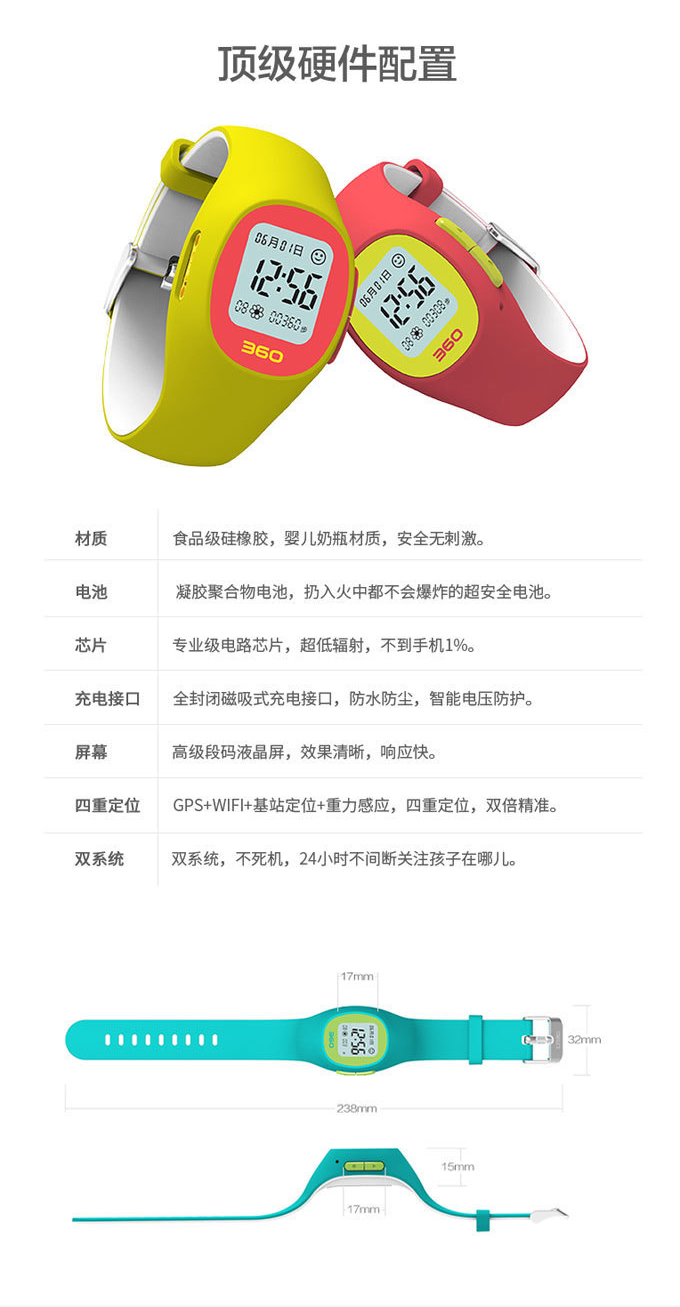 顶级硬件配置
06月01日
12:56
08 00360步
360
06月01日
12:56
08 00308步
360
材质 食品级硅橡胶，婴儿奶瓶材质，安全无刺激。
电池 凝胶聚合物电池，扔入火中都不会爆炸的超安全电池。
芯片 专业级电路芯片，超低辐射，不到手机1%。
充电接口 全封闭磁吸式充电接口，防水防尘，智能电压防护。
屏幕 高级段码液晶屏，效果清晰，响应快。
四重定位 GPS+WIFI+基站定位+重力感应，四重定位，双倍精准。
双系统 双系统，不死机，24小时不间断关注孩子在哪儿。
17mm
12:56
360
32mm
238mm
15mm
17mm